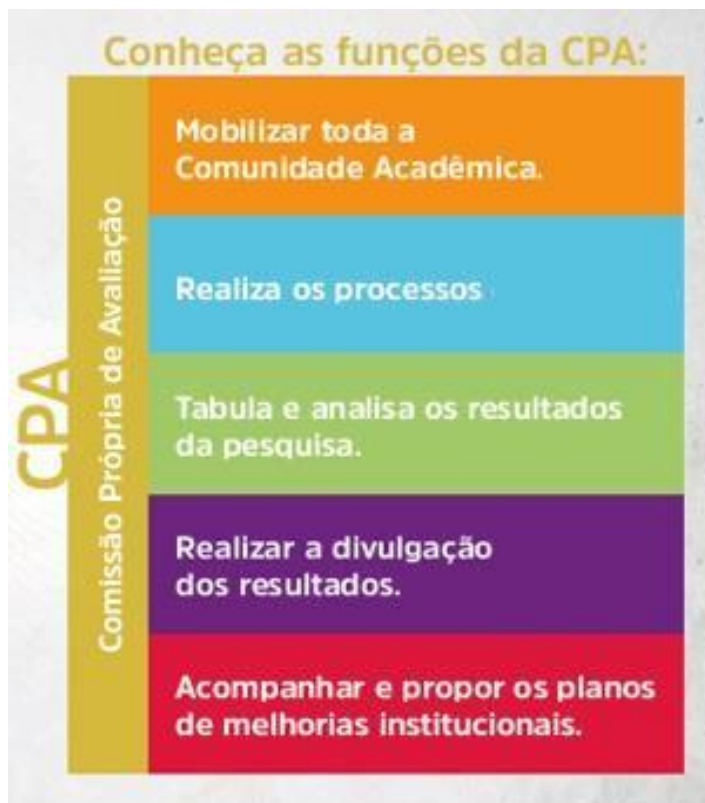 Conheça as funções da CPA:
CPA
Comissão Própria de Avaliação
Mobilizar toda a
Comunidade Acadêmica.
Realiza os processos
Tabula e analisa os resultados
da pesquisa.
Realizar a divulgação
dos resultados.
Acompanhar e propor os planos
de melhorias institucionais.